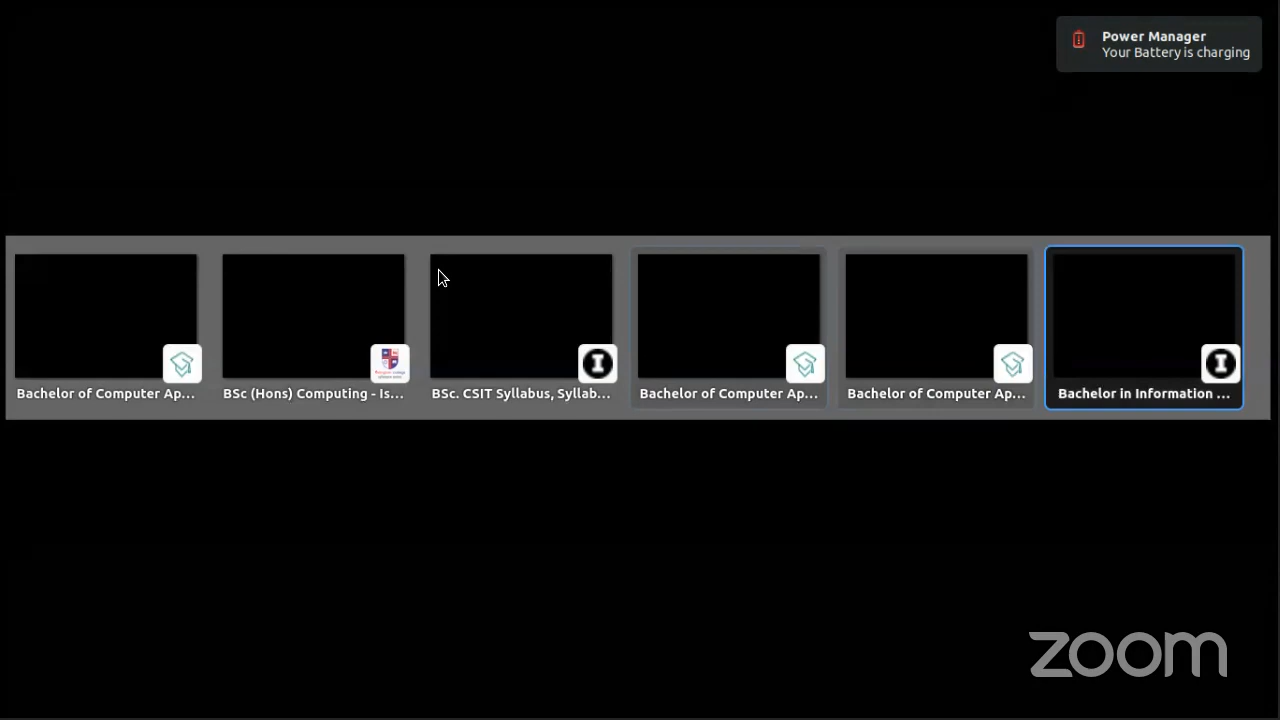 Power Manager
Your Battery is charging
Bachelor of Computer Ap...
BSc (Hons) Computing - Is...
BSc. CSIT Syllabus, Syllab...
Bachelor of Computer Ap...
Bachelor of Computer Ap...
Bachelor in Information ...
zoom